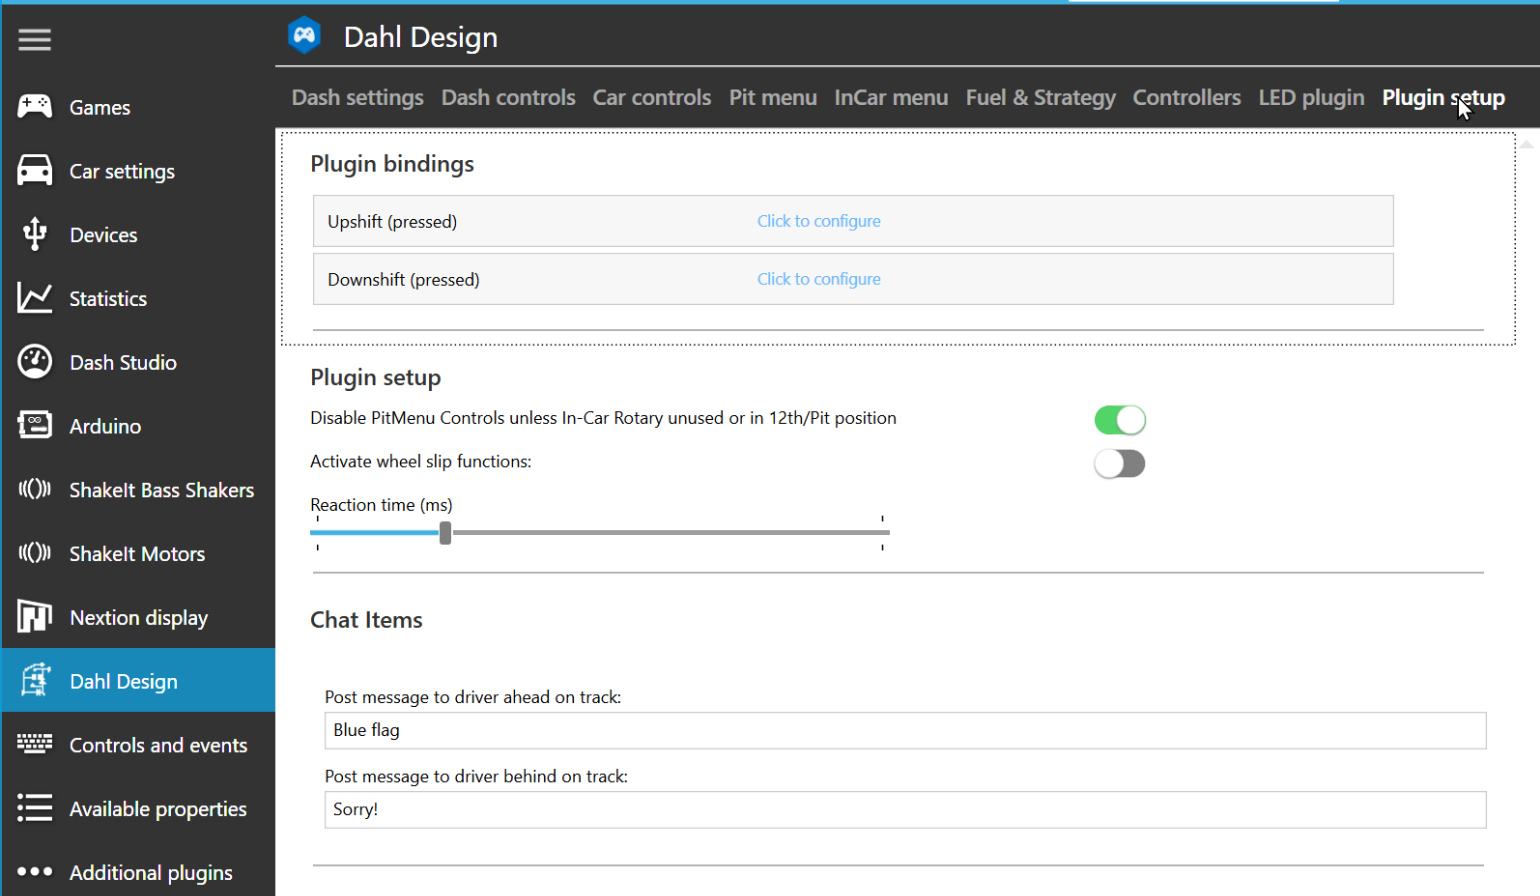 Dahl Design
Games
Car settings
Devices
Statistics
Dash Studio
Arduino
ShakeIt Bass Shakers
ShakeIt Motors
Nextion display
Dahl Design
Controls and events
Available properties
Additional plugins
Dash settings Dash controls Car controls Pit menu InCar menu Fuel & Strategy Controllers LED plugin Plugin setup
Plugin bindings
Upshift (pressed) Click to configure
Downshift (pressed) Click to configure
Plugin setup
Disable PitMenu Controls unless In-Car Rotary unused or in 12th/Pit position
Activate wheel slip functions:
Reaction time (ms)
Chat Items
Post message to driver ahead on track:
Blue flag
Post message to driver behind on track:
Sorry!